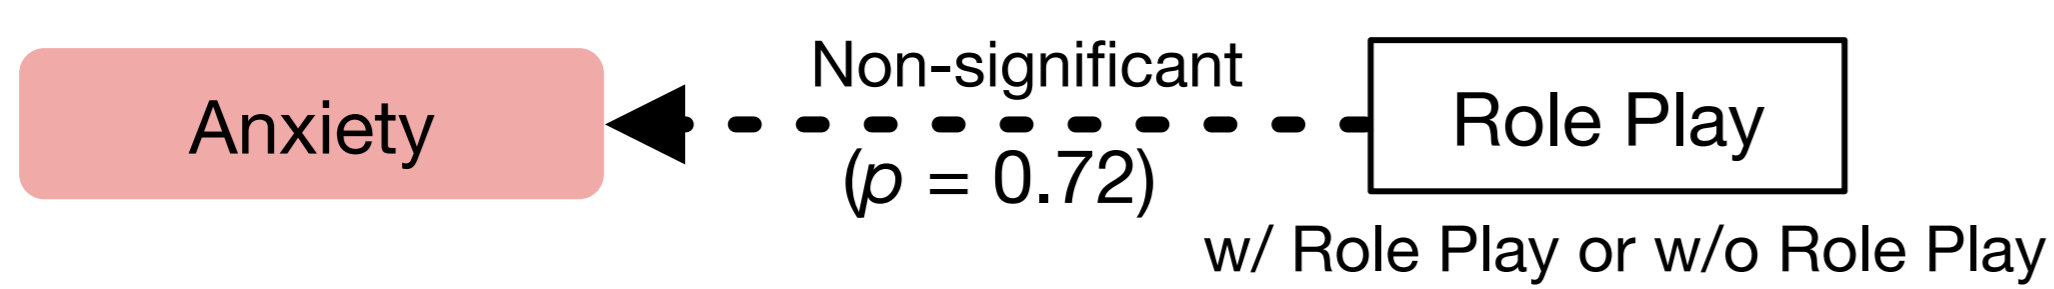 Anxiety
Non-significant
(p = 0.72)
Role Play
w/ Role Play or w/o Role Play